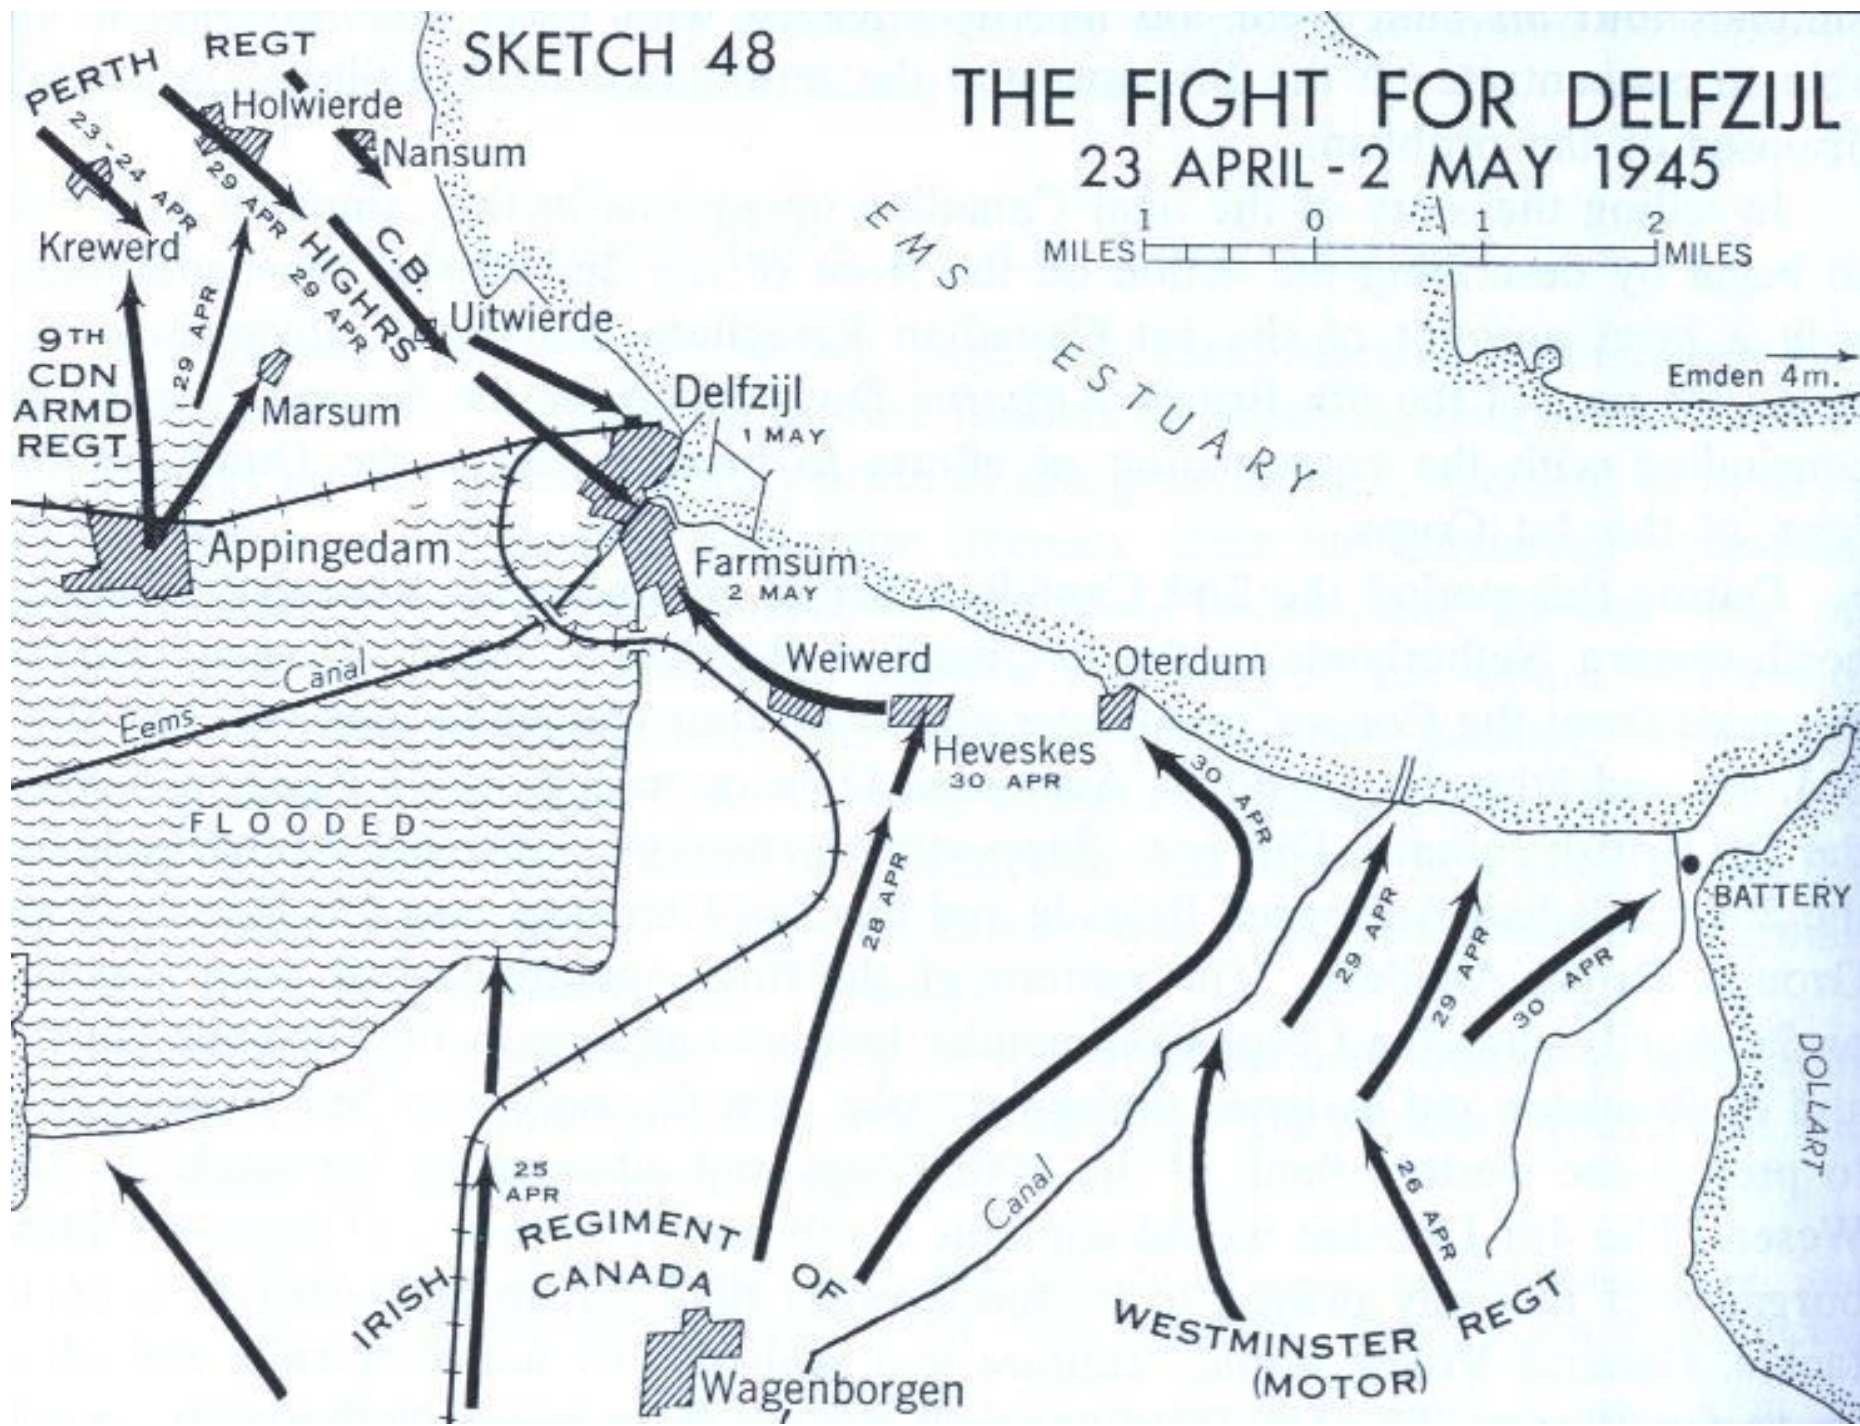 SKETCH 48
THE FIGHT FOR DELFZIJL
23 APRIL - 2 MAY 1945
1 0 1 2
MILES MILES
PERTH REGT
23-24 APR
Holwierde
Nansum
29 APR
Krewerd
C.B.
HIGHRS
29 APR
29 APR
Uitwierde
EMS
ESTUARY
Emden 4m.
9TH
CDN
ARMD
REGT
Marsum
Delfzijl
1 MAY
Appingedam
Farmsum
2 MAY
Eems Canal
Weiwerd
Oterdum
Heveskes
30 APR
30 APR
FLOODED
28 APR
29 APR
29 APR
30 APR
BATTERY
DOLLART
25
APR
IRISH REGIMENT OF
CANADA
Canal
26 APR
WESTMINSTER REGT
(MOTOR)
Wagenborgen